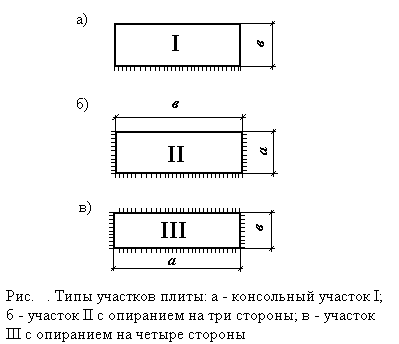 а)
I
в
б)
в
II
а
в)
III
в
а
Рис. . Типы участков плиты: а - консольный участок I;
б - участок II с опиранием на три стороны; в - участок
III с опиранием на четыре стороны